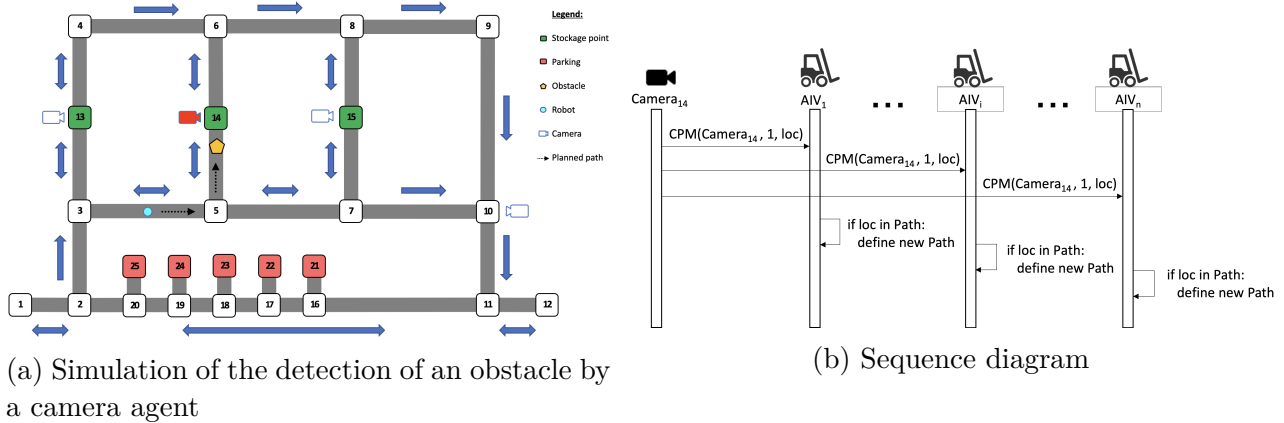 4
6
8
9
Legend:
Stockage point
Parking
Obstacle
Robot
Camera
Planned path
13
14
15
3
5
7
10
25
24
23
22
21
1
2
20
19
18
17
16
11
12
(a) Simulation of the detection of an obstacle by
a camera agent
Camera14
AIV1
...
AIVi
...
AIVn
CPM(Camera14 , 1, loc)
CPM(Camera14 , 1, loc)
CPM(Camera14 , 1, loc)
if loc in Path:
define new Path
if loc in Path:
define new Path
if loc in Path:
define new Path
(b) Sequence diagram